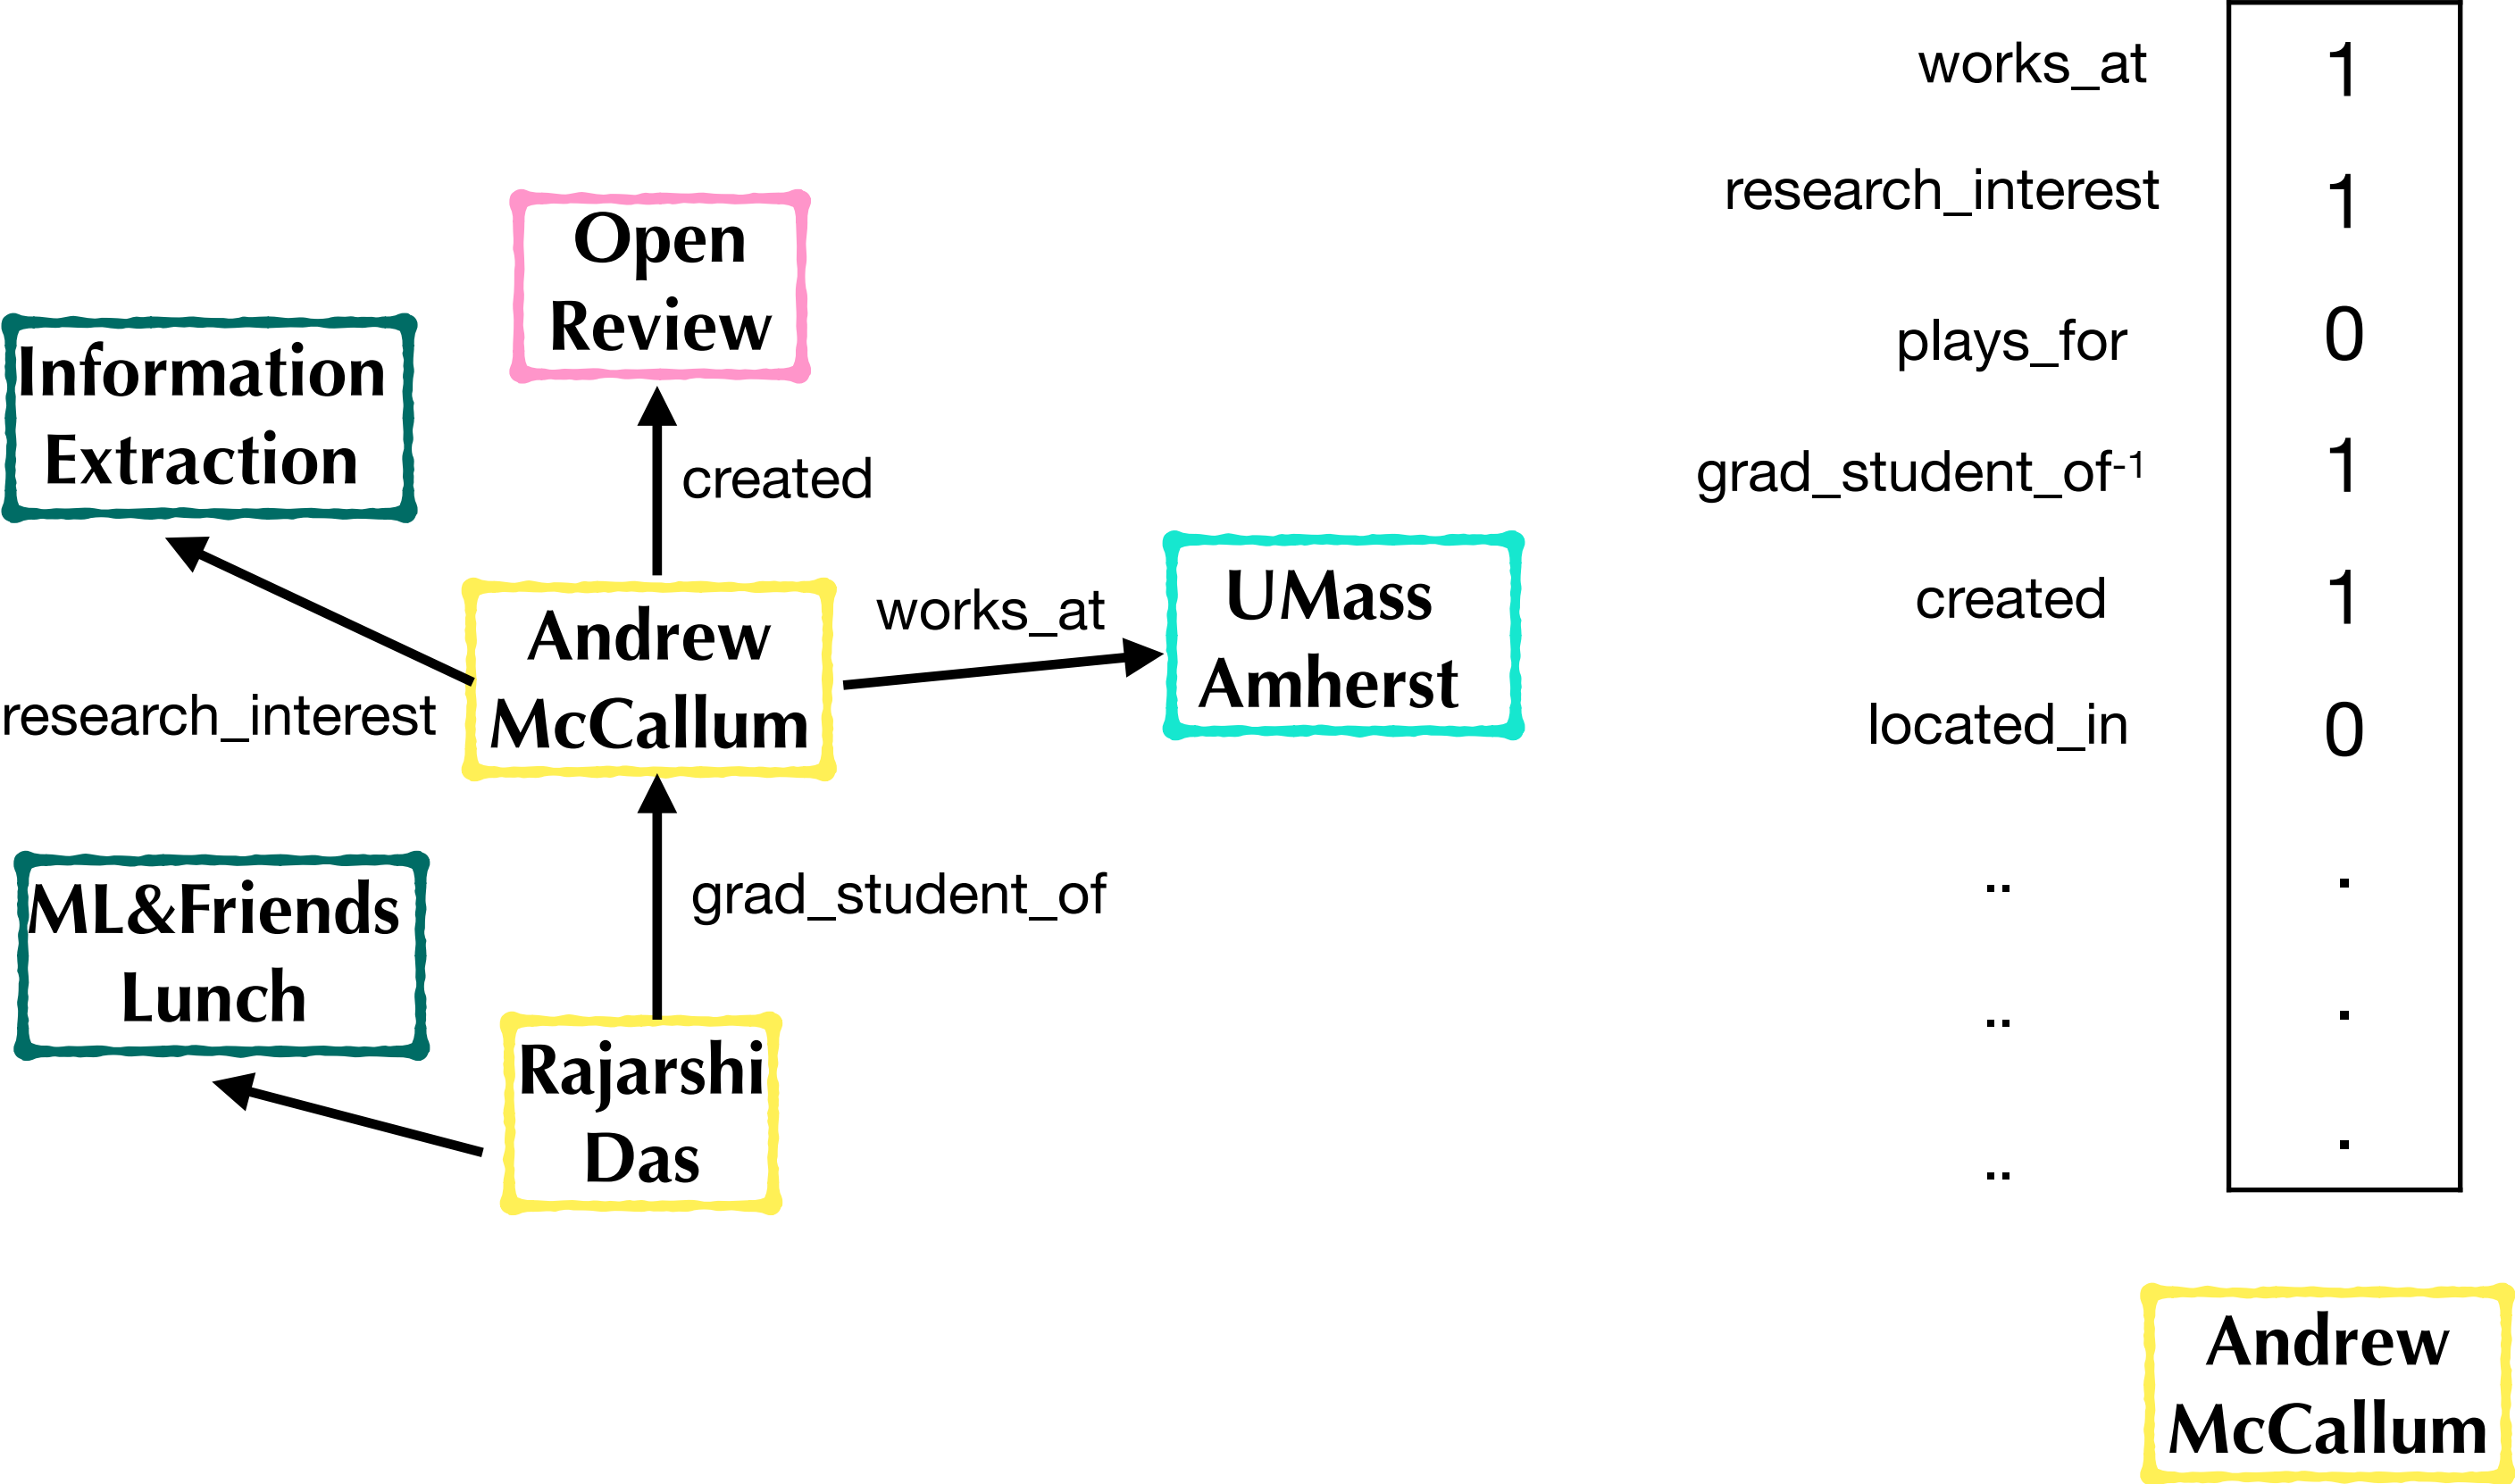 Open
Review
Information
Extraction
created
Andrew
McCallum
works_at
UMass
Amherst
research_interest
grad_student_of
ML&Friends
Lunch
Rajarshi
Das
works_at 1
research_interest 1
plays_for 0
grad_student_of-1 1
created 1
located_in 0
.. .
.. .
.. .
Andrew
McCallum